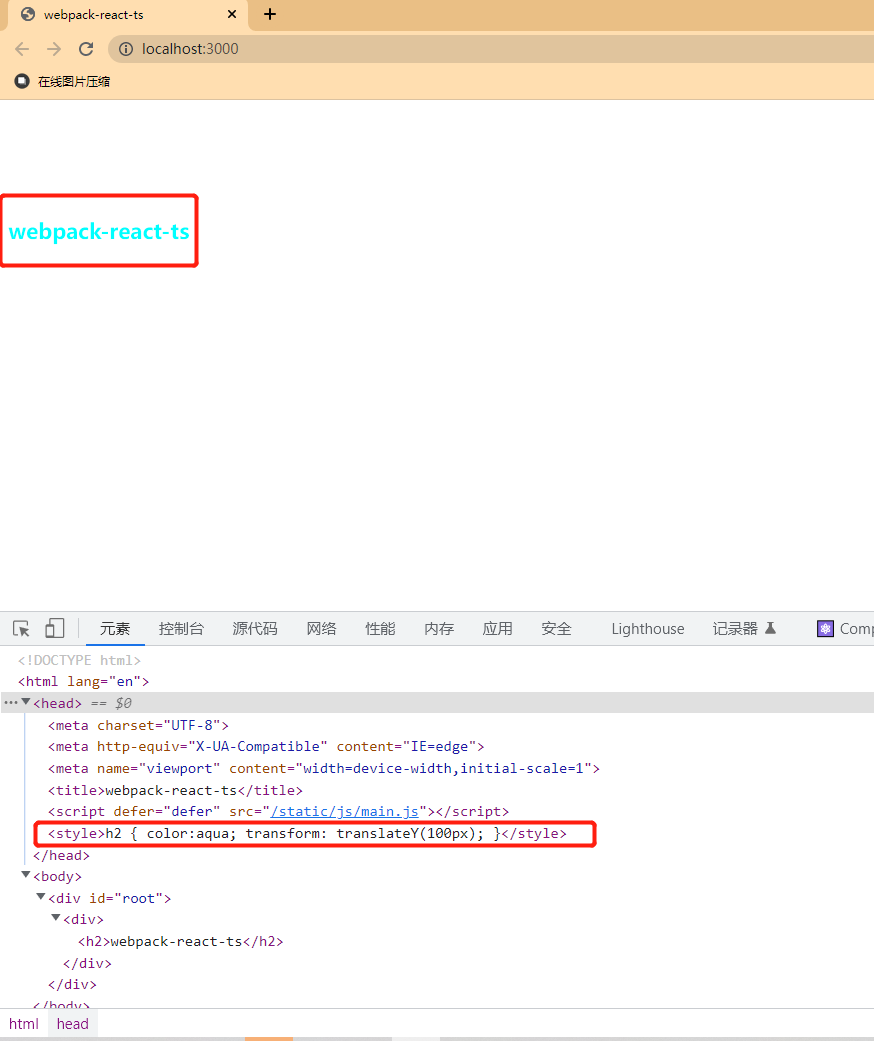 webpack-react-ts
localhost:3000
在线图片压缩
webpack-react-ts
元素 控制台 源代码 网络 性能 内存 应用 安全 Lighthouse 记录器 Comp
<!DOCTYPE html>
<html lang="en">
<head> == $0
<meta charset="UTF-8">
<meta http-equiv="X-UA-Compatible" content="IE=edge">
<meta name="viewport" content="width=device-width,initial-scale=1">
<title>webpack-react-ts</title>
<script defer="defer" src="/static/js/main.js"></script>
<style>h2 { color:aqua; transform: translateY(100px); }</style>
</head>
<body>
<div id="root">
<div>
<h2>webpack-react-ts</h2>
</div>
</div>
</body>
html head